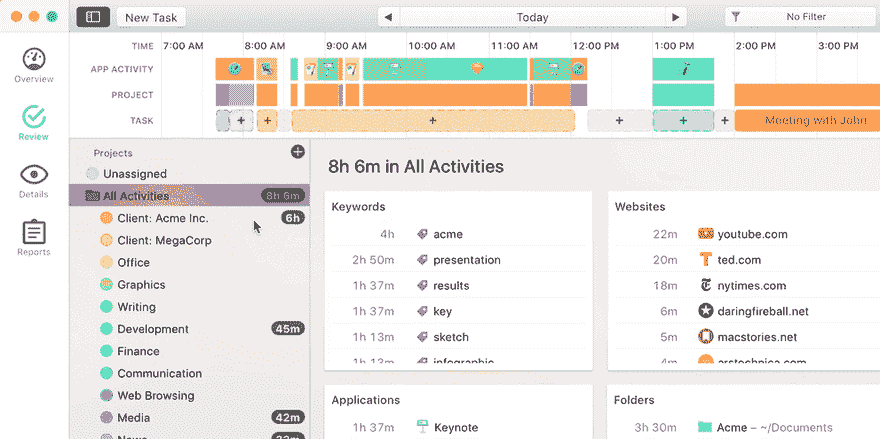 New Task
Today
No Filter
TIME 7:00 AM 8:00 AM 9:00 AM 10:00 AM 11:00 AM 12:00 PM 1:00 PM 2:00 PM 3:00 PM
APP ACTIVITY
PROJECT
TASK + + + + + + + Meeting with John
Overview
Review
Details
Reports
Projects
Unassigned
All Activities 8h 6m
Client: Acme Inc. 6h
Client: MegaCorp
Office
Graphics
Writing
Development 45m
Finance
Communication
Web Browsing
Media 42m
8h 6m in All Activities
Keywords
4h acme
2h 50m presentation
1h 37m results
1h 37m key
1h 13m sketch
1h 13m infographic
Websites
22m youtube.com
20m T ted.com
18m nytimes.com
6m daringfireball.net
5m macstories.net
4m arstechnica.com
Applications
1h 37m Keynote
Folders
3h 30m Acme – ~/Documents